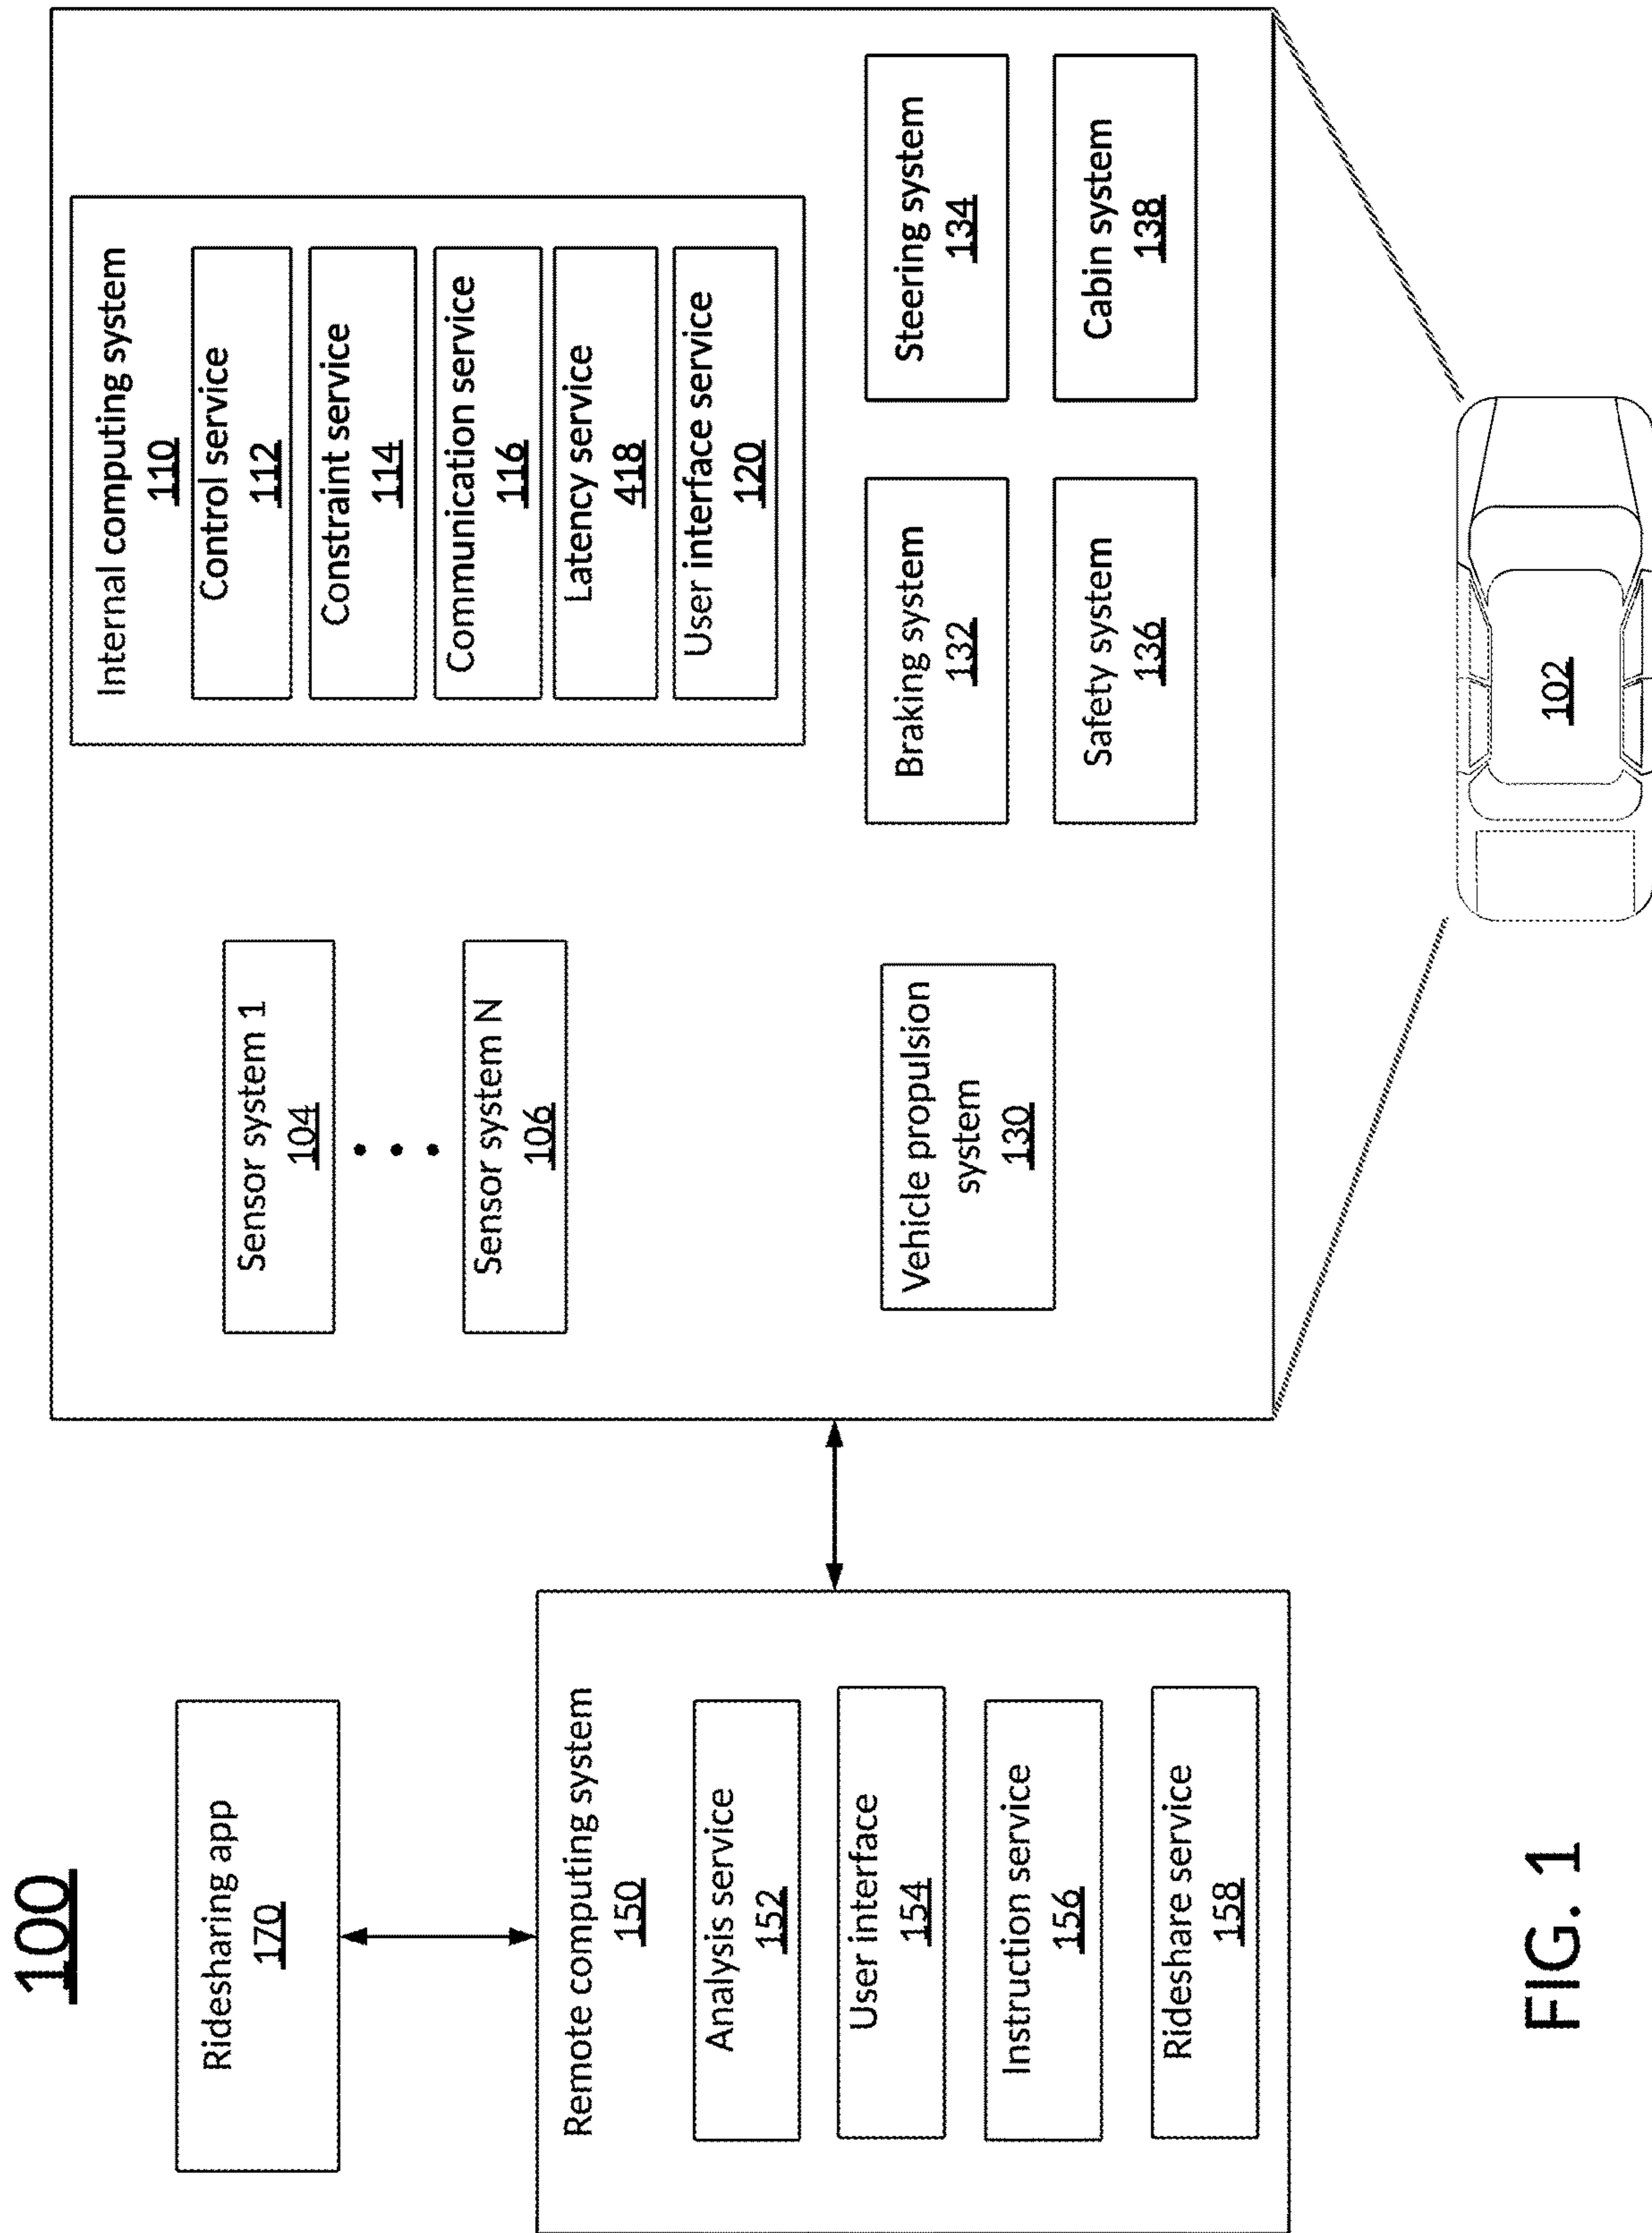 100
Ridesharing app
170
Remote computing system
150
Analysis service
152
User interface
154
Instruction service
156
Rideshare service
158
Sensor system 1
104
Sensor system N
106
Internal computing system
110
Control service
112
Constraint service
114
Communication service
116
Latency service
418
User interface service
120
Vehicle propulsion
system
130
Braking system
132
Steering system
134
Safety system
136
Cabin system
138
102
FIG. 1